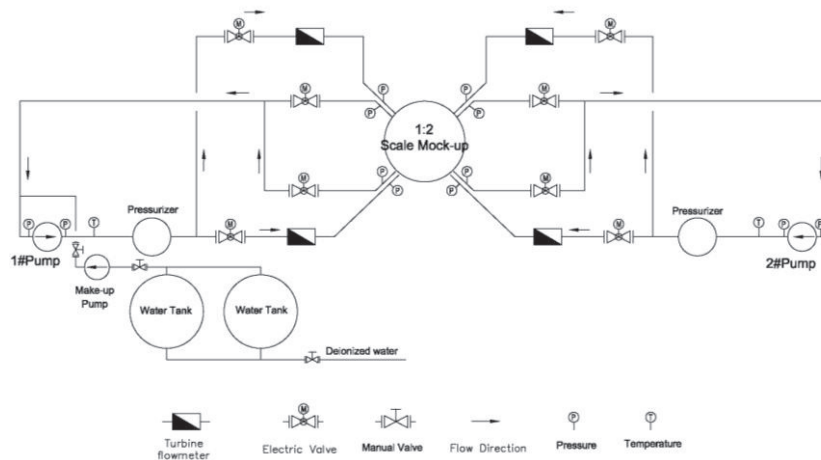 M
M
M
P
P
P
P
M
1:2
Scale Mock-up
M
P
P
P
P
M
M
Pressurizer
Pressurizer
P
P
T
M
M
T
P
P
1#Pump
2#Pump
Make-up
Pump
Water Tank
Water Tank
Deionized water
M
P
T
Turbine
flowmeter
Electric Valve
Manual Valve
Flow Direction
Pressure
Temperature